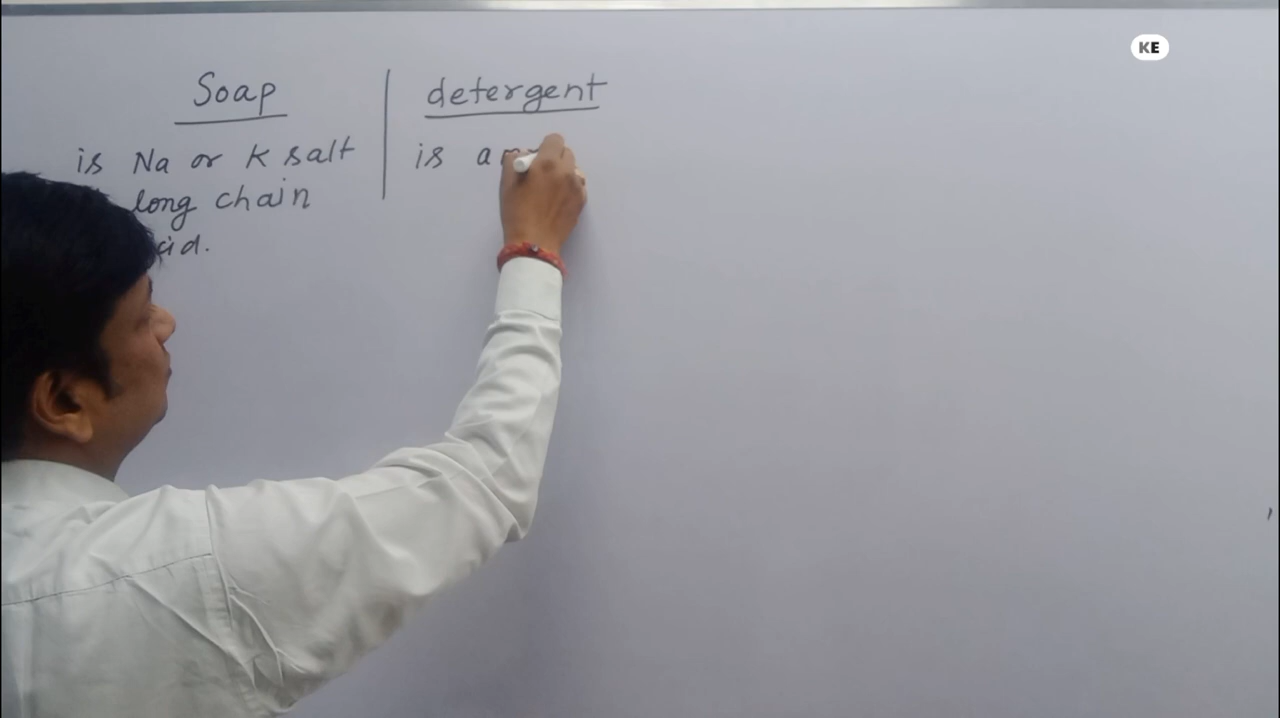 KE
Soap
detergent
is Na or K salt
long chain
is